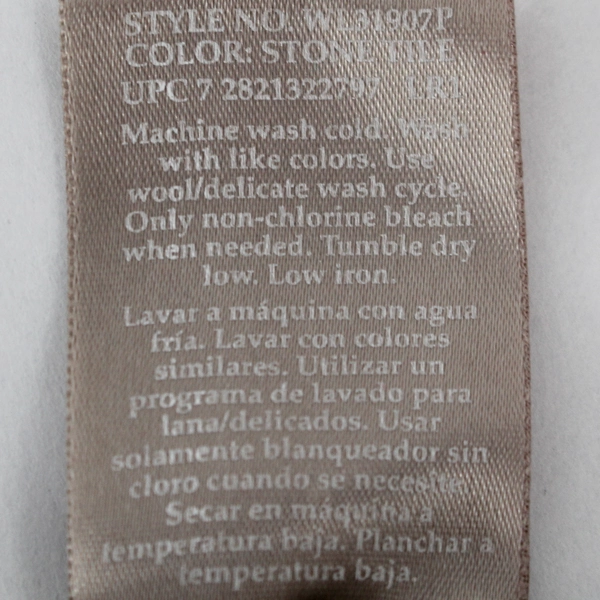 STYLE NO. WL31907P
COLOR: STONE TILE
UPC 7 2821322797 LR1
Machine wash cold. Wash
with like colors. Use
wool/delicate wash cycle.
Only non-chlorine bleach
when needed. Tumble dry
low. Low iron.
Lavar a máquina con agua
fría. Lavar con colores
similares. Utilizar un
programa de lavado para
lana/delicados. Usar
solamente blanqueador sin
cloro cuando se necesite.
Secar en máquina a
temperatura baja. Planchar a
temperatura baja.